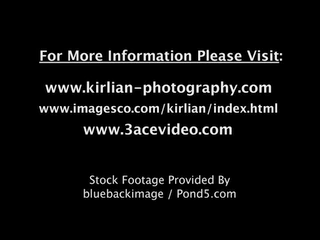 For More Information Please Visit:
www.kirlian-photography.com
www.imagesco.com/kirlian/index.html
www.3acevideo.com
Stock Footage Provided By
bluebackimage / Pond5.com